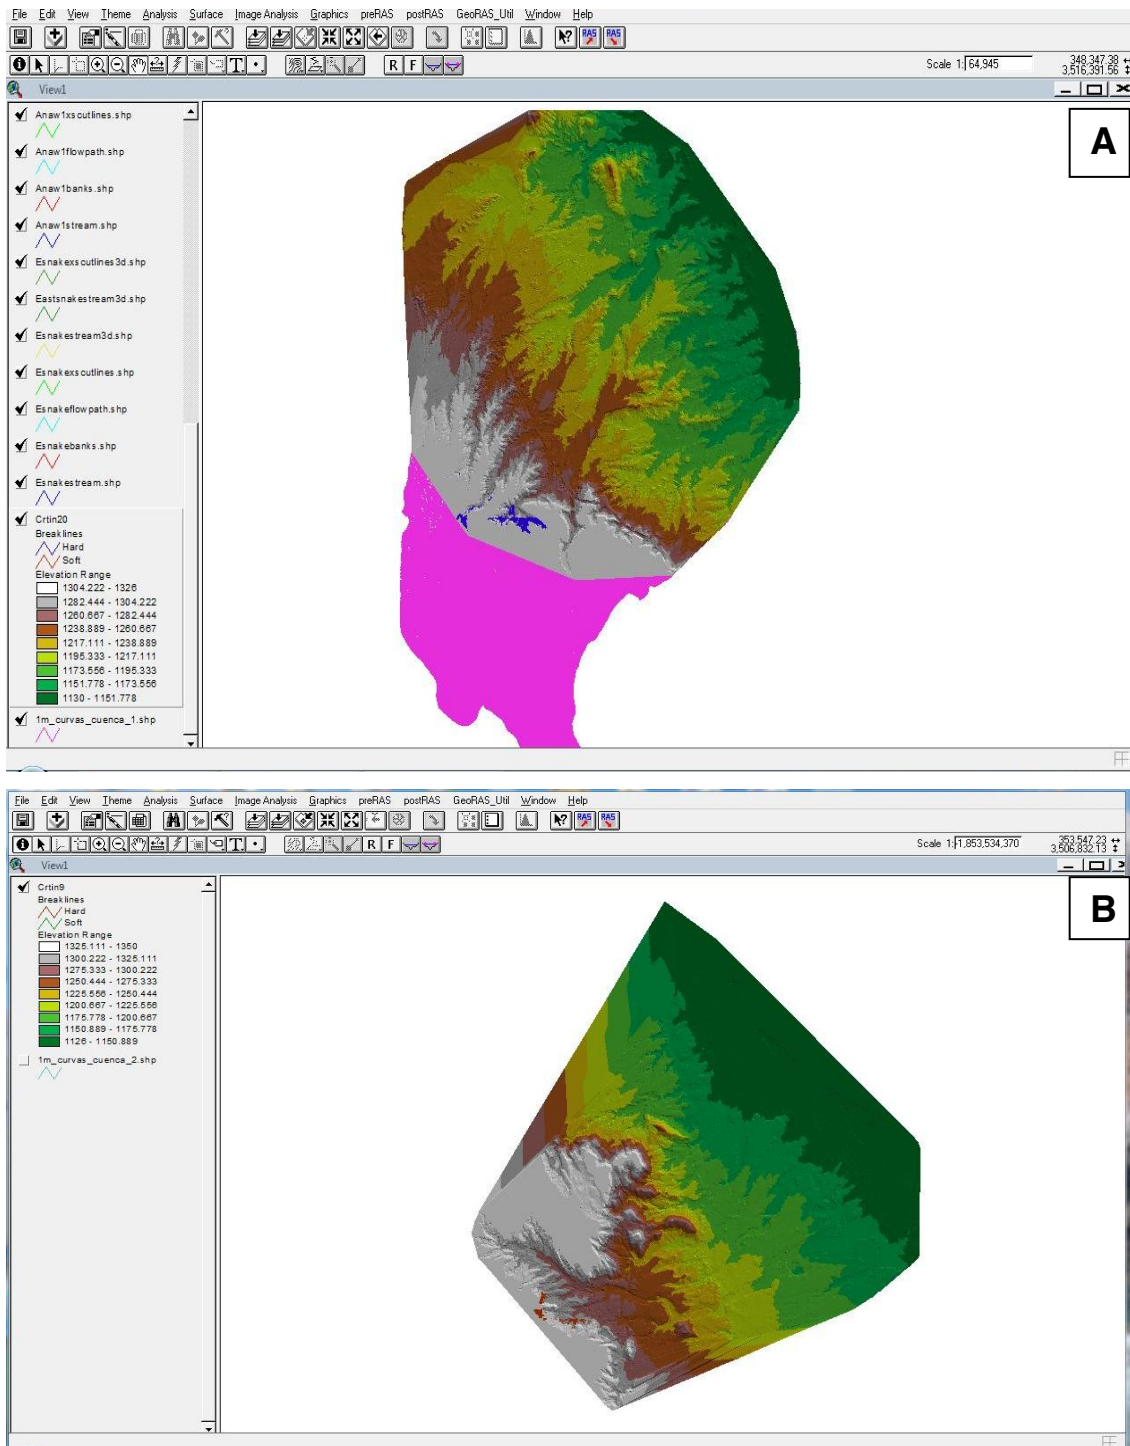 File Edit View Theme Analysis Surface Image Analysis Graphics preRAS postRAS GeoRAS_Util Window Help
RAS RAS
T R F Scale 1: 64,945 348,347.38
3,516,391.56
View1
A
Anaw1xscutlines.shp
Anaw1flowpath.shp
Anaw1banks.shp
Anaw1stream.shp
Esnakexscutlines3d.shp
Eastsnakestream3d.shp
Esnakestream3d.shp
Esnakexscutlines.shp
Esnakeflowpath.shp
Esnakebanks.shp
Esnakestream.shp
Crtin20
Breaklines
Hard
Soft
Elevation Range
1304.222 - 1326
1282.444 - 1304.222
1260.667 - 1282.444
1238.889 - 1260.667
1217.111 - 1238.889
1195.333 - 1217.111
1173.556 - 1195.333
1151.778 - 1173.556
1130 - 1151.778
1m_curvas_cuenca_1.shp
File Edit View Theme Analysis Surface Image Analysis Graphics preRAS postRAS GeoRAS_Util Window Help
RAS RAS
T R F Scale 1: -1,853,534,370 353,547.23
3,506,832.13
View1
B
Crtin9
Breaklines
Hard
Soft
Elevation Range
1325.111 - 1350
1300.222 - 1325.111
1275.333 - 1300.222
1250.444 - 1275.333
1225.556 - 1250.444
1200.667 - 1225.556
1175.778 - 1200.667
1150.889 - 1175.778
1126 - 1150.889
1m_curvas_cuenca_2.shp